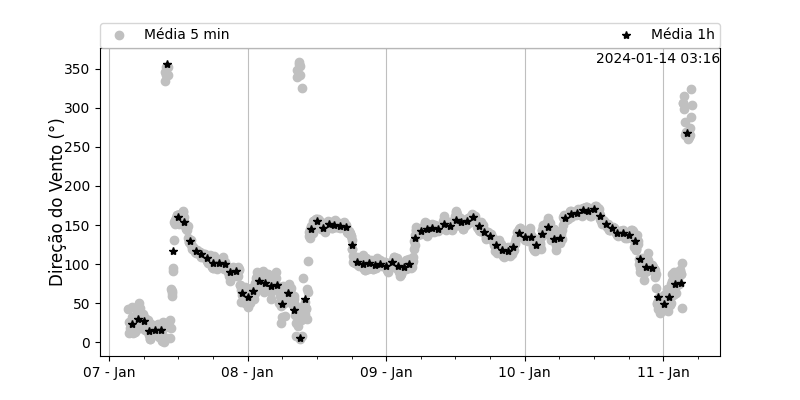 Média 5 min
Média 1h
2024-01-14 03:16
Direção do Vento (°)
350
300
250
200
150
100
50
0
07 - Jan
08 - Jan
09 - Jan
10 - Jan
11 - Jan